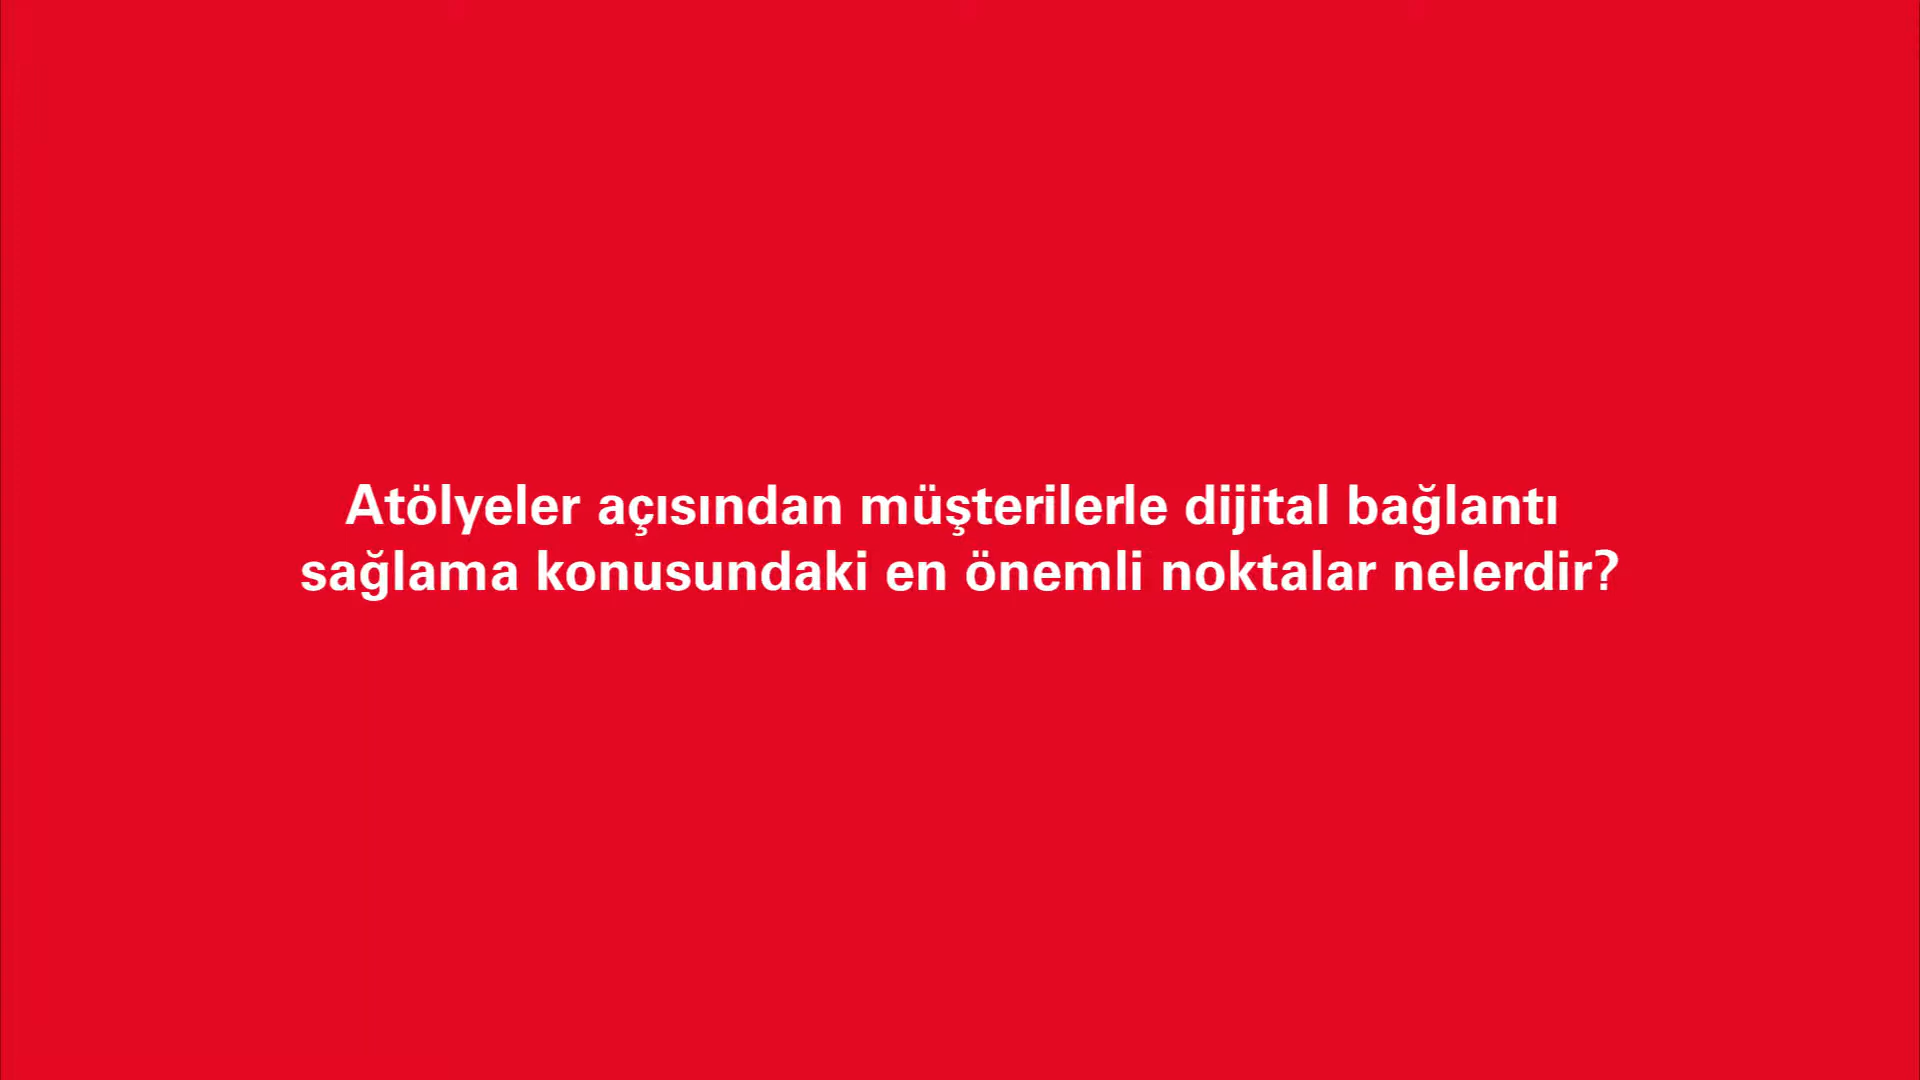 Atölyeler açısından müşterilerle dijital bağlantı
sağlama konusundaki en önemli noktalar nelerdir?